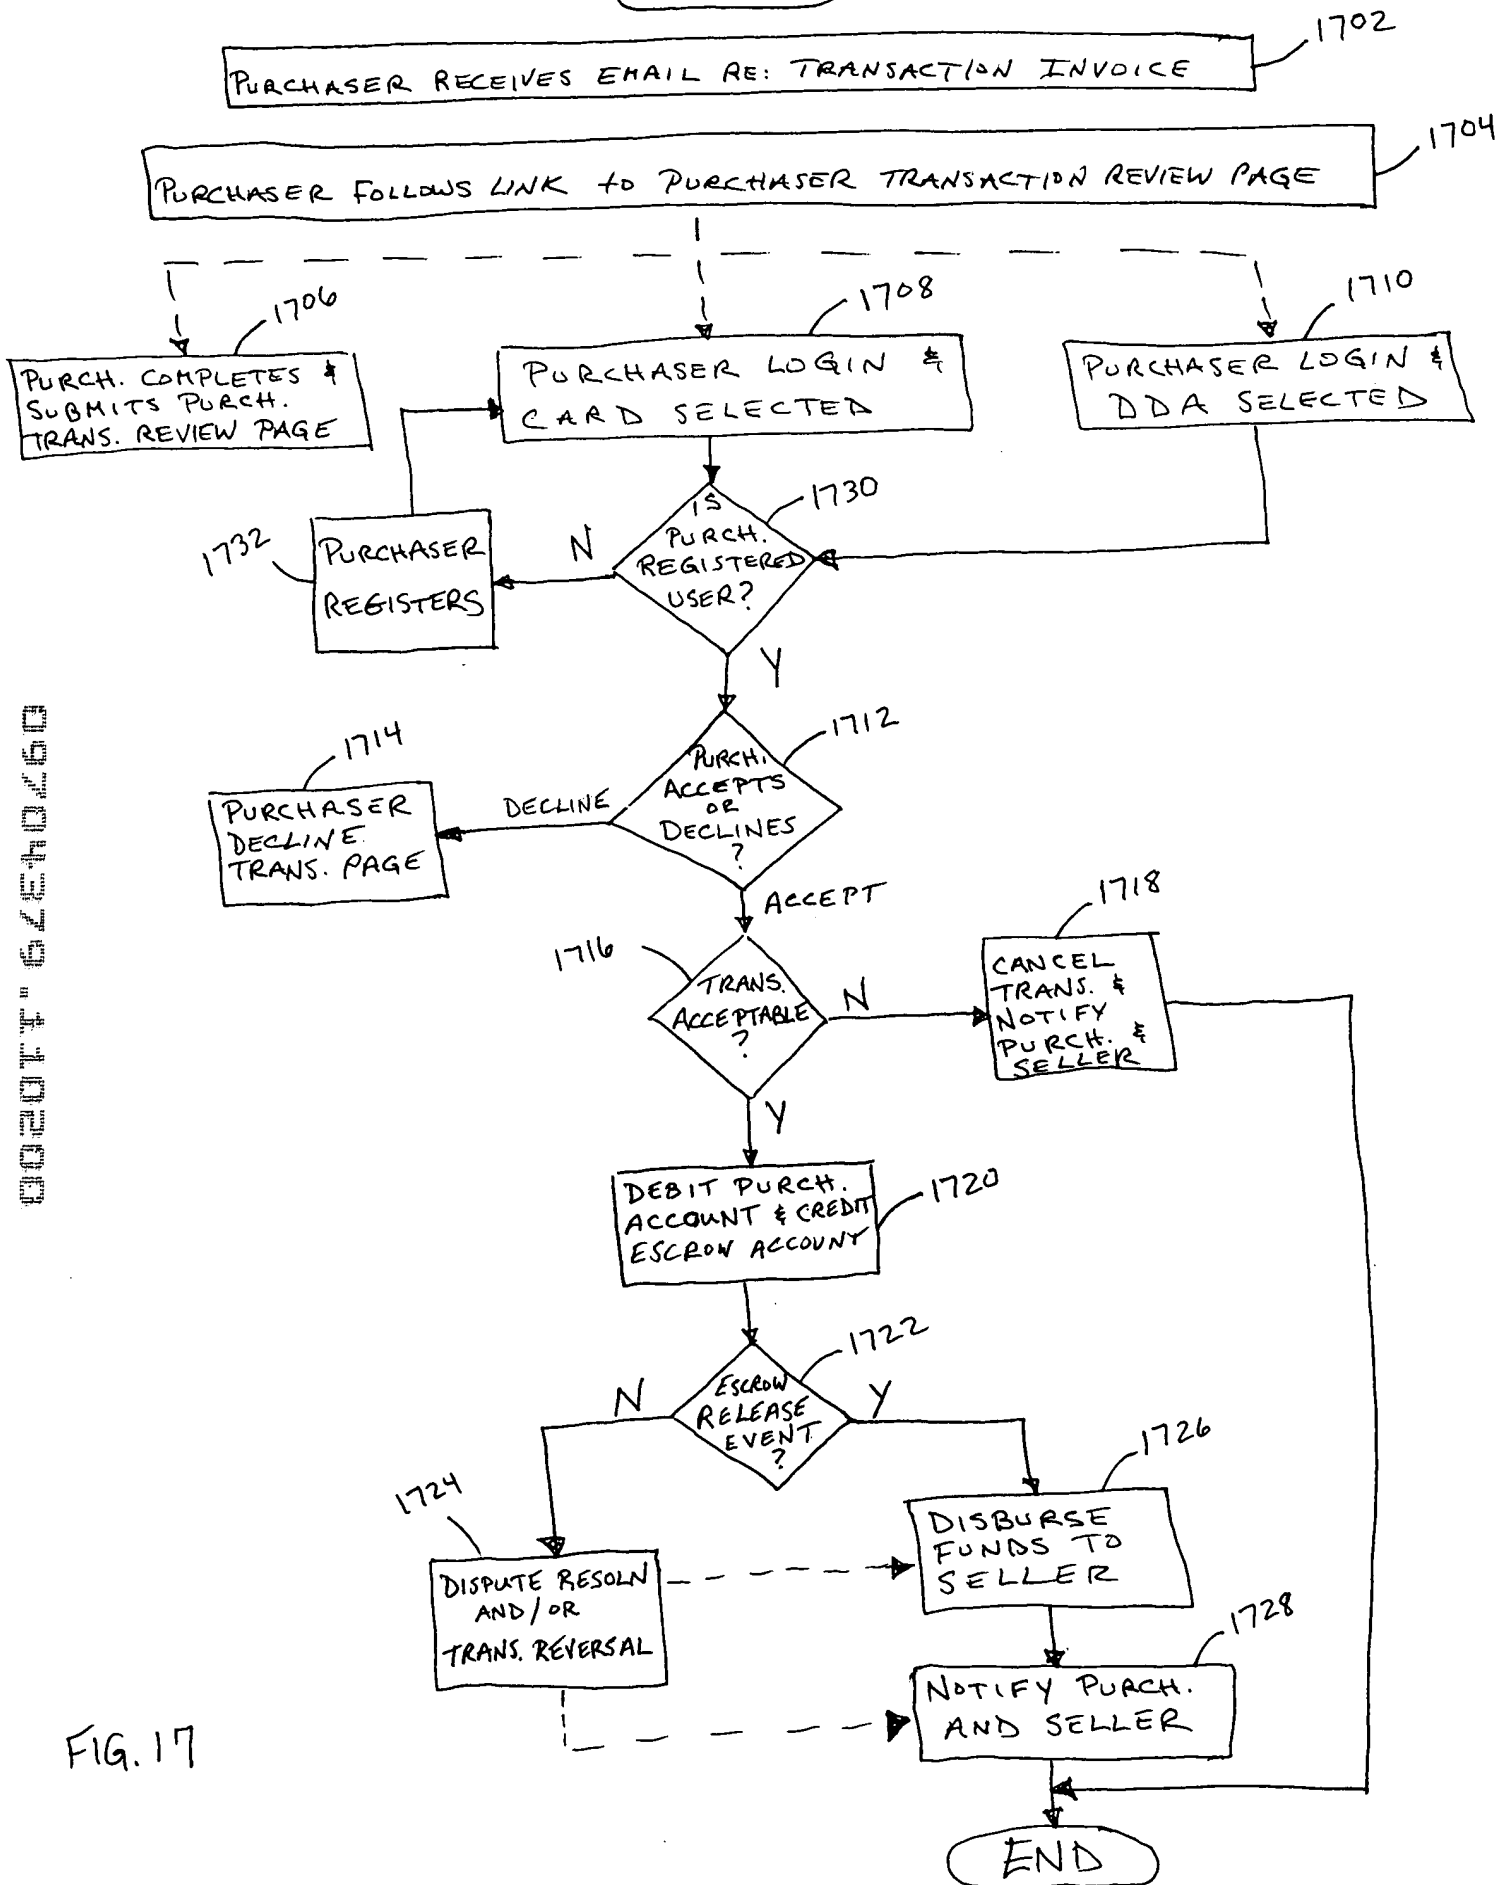 1702
PURCHASER RECEIVES EMAIL RE: TRANSACTION INVOICE
1704
PURCHASER FOLLOWS LINK to PURCHASER TRANSACTION REVIEW PAGE
1706
PURCH. COMPLETES &
SUBMITS PURCH.
TRANS. REVIEW PAGE
1708
PURCHASER LOGIN &
CARD SELECTED
1710
PURCHASER LOGIN &
DDA SELECTED
1730
IS
PURCH.
REGISTERED
USER?
N
1732
PURCHASER
REGISTERS
Y
1712
PURCH.
ACCEPTS
OR
DECLINES
?
DECLINE
1714
PURCHASER
DECLINE
TRANS. PAGE
ACCEPT
1716
TRANS.
ACCEPTABLE
?
N
1718
CANCEL
TRANS. &
NOTIFY
PURCH. &
SELLER
Y
1720
DEBIT PURCH.
ACCOUNT & CREDIT
ESCROW ACCOUNT
1722
ESCROW
RELEASE
EVENT
?
N
Y
1724
DISPUTE RESOLN
AND/OR
TRANS. REVERSAL
1726
DISBURSE
FUNDS TO
SELLER
1728
NOTIFY PURCH.
AND SELLER
END
FIG. 17
09704379.110200